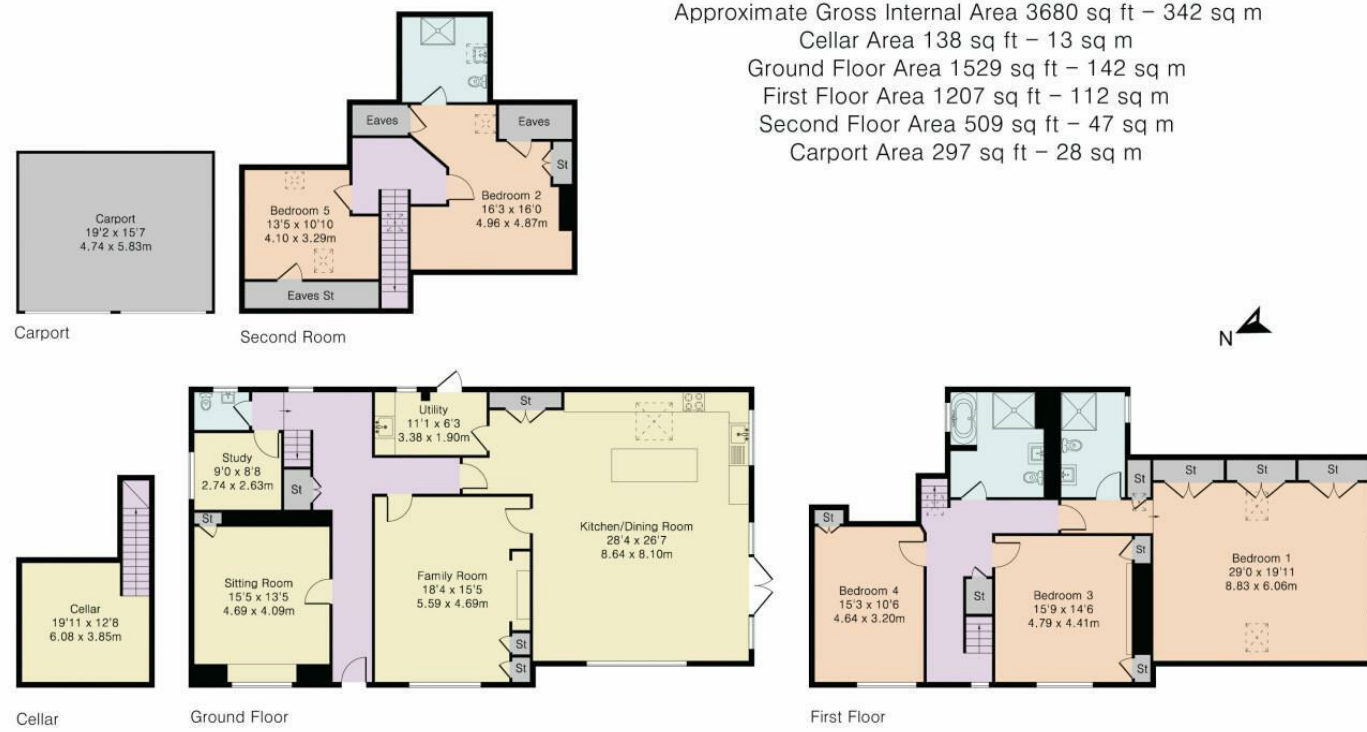 Approximate Gross Internal Area 3680 sq ft – 342 sq m
Cellar Area 138 sq ft – 13 sq m
Ground Floor Area 1529 sq ft – 142 sq m
First Floor Area 1207 sq ft – 112 sq m
Second Floor Area 509 sq ft – 47 sq m
Carport Area 297 sq ft – 28 sq m
Carport
19'2 x 15'7
4.74 x 5.83m
Carport
Eaves
Eaves
St
Bedroom 2
16'3 x 16'0
4.96 x 4.87m
Bedroom 5
13'5 x 10'10
4.10 x 3.29m
Eaves St
Second Room
N
Cellar
19'11 x 12'8
6.08 x 3.85m
Cellar
Utility
11'1 x 6'3
3.38 x 1.90m
St
Study
9'0 x 8'8
2.74 x 2.63m
St
St
Sitting Room
15'5 x 13'5
4.69 x 4.09m
Family Room
18'4 x 15'5
5.59 x 4.69m
Kitchen/Dining Room
28'4 x 26'7
8.64 x 8.10m
St
St
Ground Floor
St
St
St
St
St
Bedroom 4
15'3 x 10'6
4.64 x 3.20m
St
Bedroom 3
15'9 x 14'6
4.79 x 4.41m
St
St
Bedroom 1
29'0 x 19'11
8.83 x 6.06m
First Floor